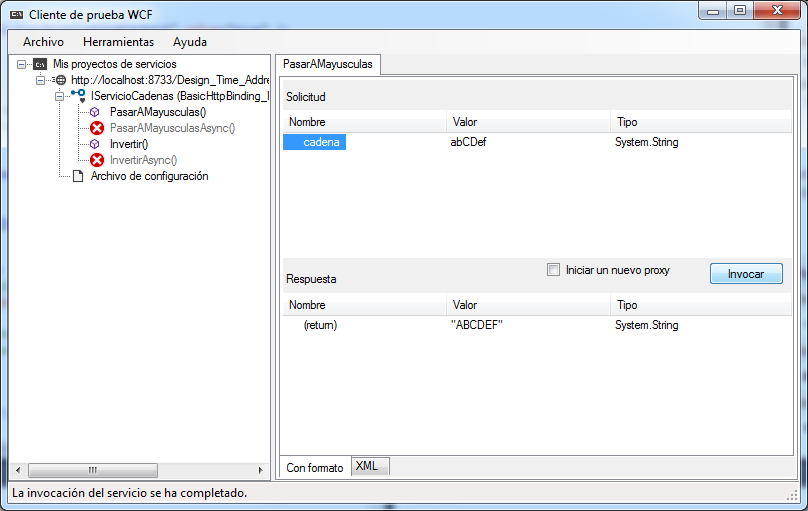 Cliente de prueba WCF
Archivo Herramientas Ayuda
Mis proyectos de servicios
http://localhost:8733/Design_Time_Addre
IServicioCadenas (BasicHttpBinding_I
PasarAMayusculas()
PasarAMayusculasAsync()
Invertir()
InvertirAsync()
Archivo de configuración
PasarAMayusculas
Solicitud
Nombre Valor Tipo
cadena abCDef System.String
Respuesta
Iniciar un nuevo proxy
Invocar
Nombre Valor Tipo
(return) "ABCDEF" System.String
Con formato XML
La invocación del servicio se ha completado.